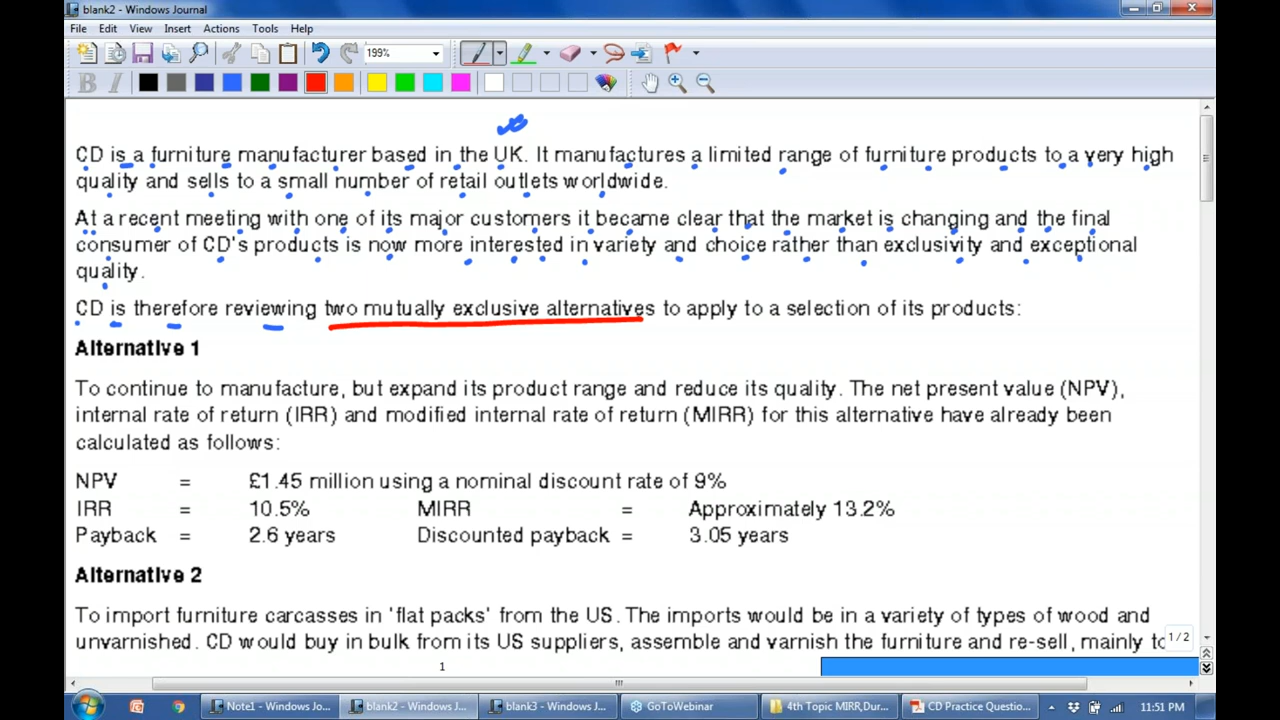 blank2 - Windows Journal
File Edit View Insert Actions Tools Help
199%
B I
CD is a furniture manufacturer based in the UK. It manufactures a limited range of furniture products to a very high
quality and sells to a small number of retail outlets worldwide.
At a recent meeting with one of its major customers it became clear that the market is changing and the final
consumer of CD's products is now more interested in variety and choice rather than exclusivity and exceptional
quality.
CD is therefore reviewing two mutually exclusive alternatives to apply to a selection of its products:
Alternative 1
To continue to manufacture, but expand its product range and reduce its quality. The net present value (NPV),
internal rate of return (IRR) and modified internal rate of return (MIRR) for this alternative have already been
calculated as follows:
NPV = £1.45 million using a nominal discount rate of 9%
IRR = 10.5% MIRR = Approximately 13.2%
Payback = 2.6 years Discounted payback = 3.05 years
Alternative 2
To import furniture carcasses in 'flat packs' from the US. The imports would be in a variety of types of wood and
unvarnished. CD would buy in bulk from its US suppliers, assemble and varnish the furniture and re-sell, mainly to
1 / 2
1
Note1 - Windows Jo... blank2 - Windows J... blank3 - Windows J... GoToWebinar 4th Topic MIRR,Dur... CD Practice Questio... 11:51 PM